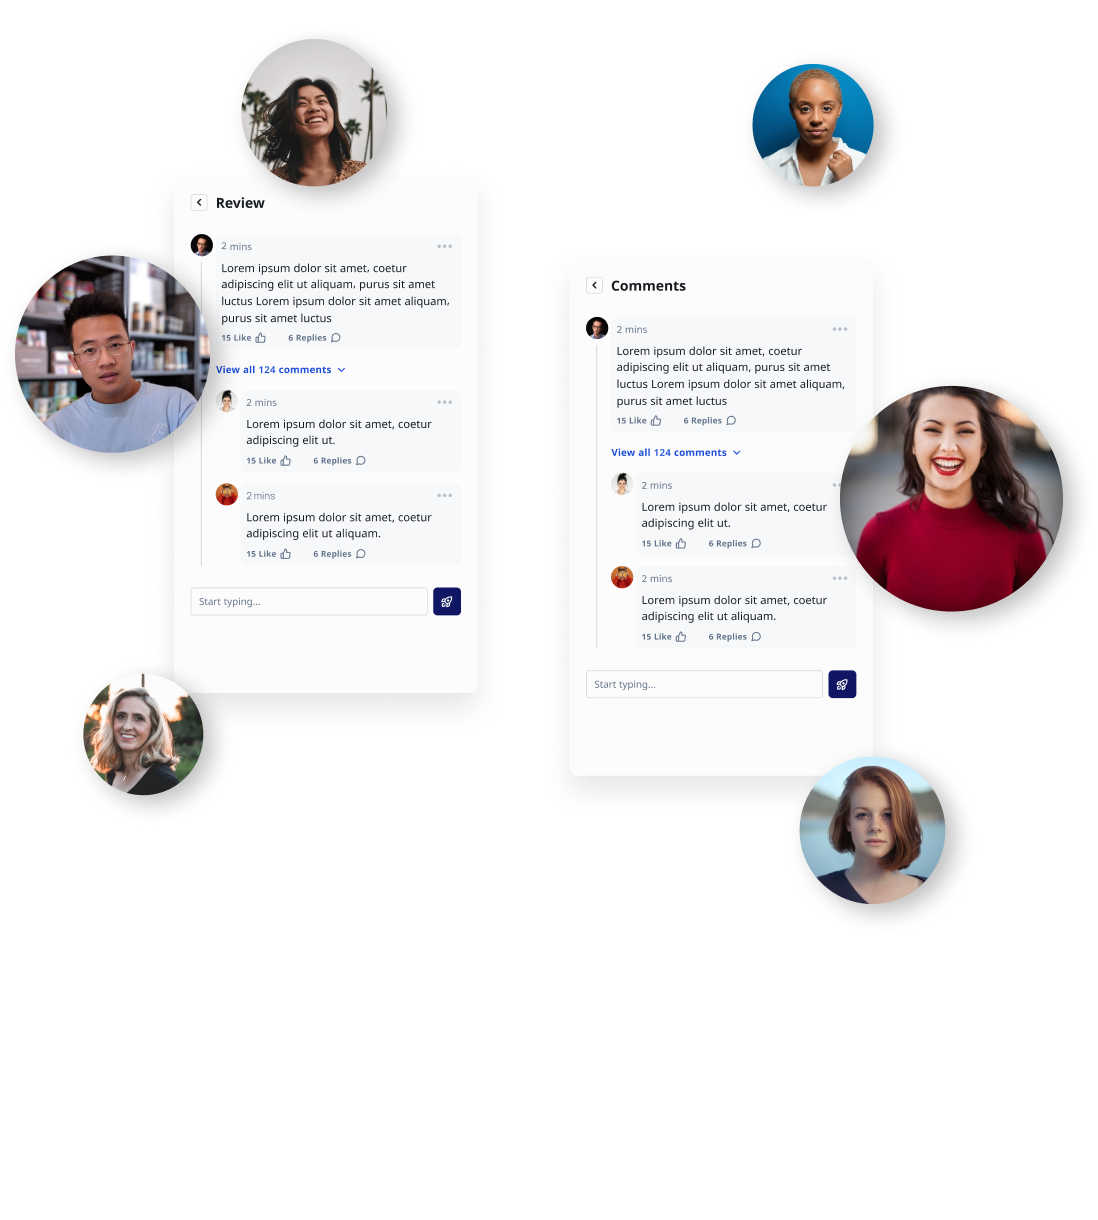 Review
2 mins
Lorem ipsum dolor sit amet, coetur
adipiscing elit ut aliquam, purus sit amet
luctus Lorem ipsum dolor sit amet aliquam,
purus sit amet luctus
15 Like 6 Replies
View all 124 comments
2 mins
Lorem ipsum dolor sit amet, coetur
adipiscing elit ut.
15 Like 6 Replies
2 mins
Lorem ipsum dolor sit amet, coetur
adipiscing elit ut aliquam.
15 Like 6 Replies
Start typing...
Comments
2 mins
Lorem ipsum dolor sit amet, coetur
adipiscing elit ut aliquam, purus sit amet
luctus Lorem ipsum dolor sit amet aliquam,
purus sit amet luctus
15 Like 6 Replies
View all 124 comments
2 mins
Lorem ipsum dolor sit amet, coetur
adipiscing elit ut.
15 Like 6 Replies
2 mins
Lorem ipsum dolor sit amet, coetur
adipiscing elit ut aliquam.
15 Like 6 Replies
Start typing...